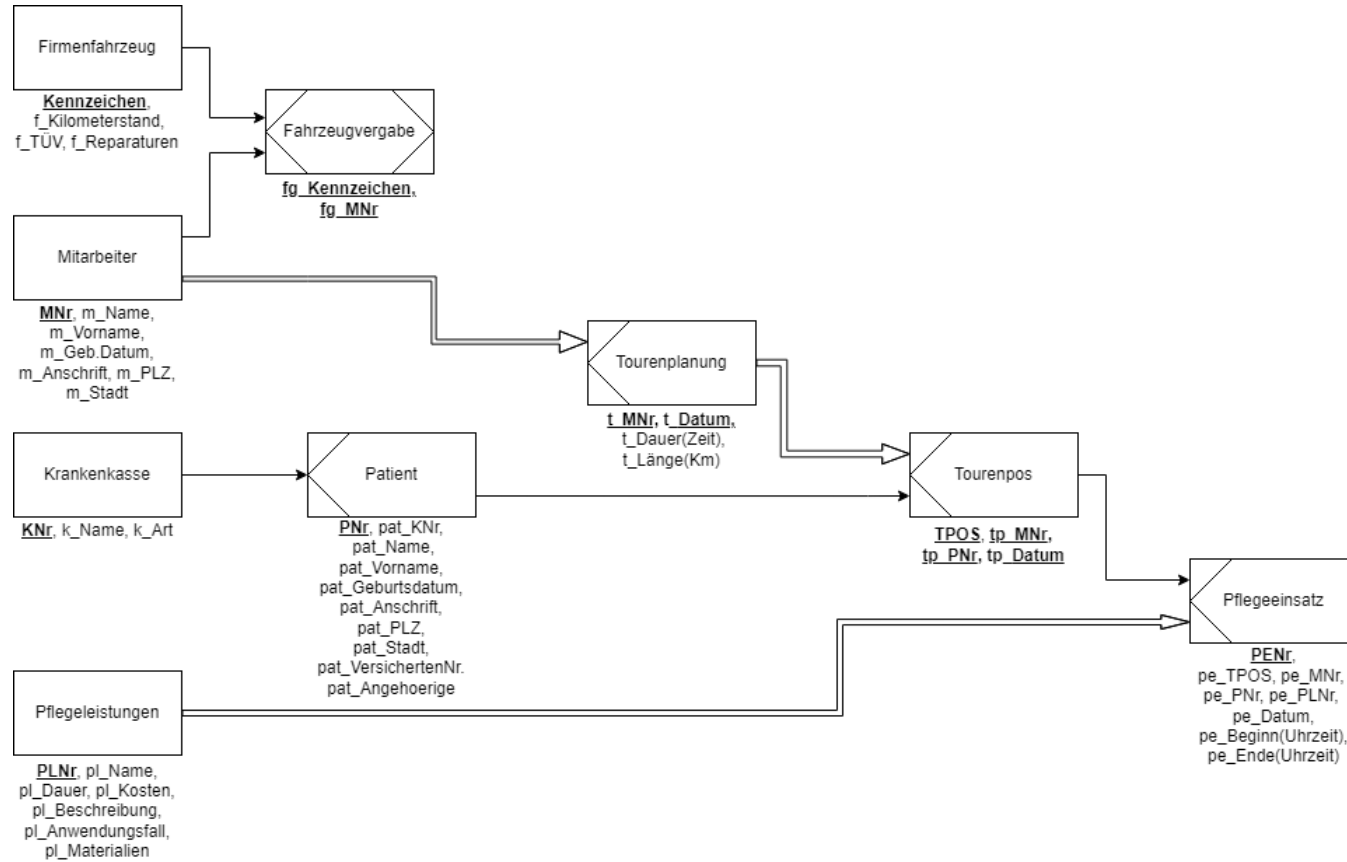 Firmenfahrzeug
Kennzeichen,
f_Kilometerstand,
f_TÜV, f_Reparaturen
Fahrzeugvergabe
fg_Kennzeichen,
fg_MNr
Mitarbeiter
MNr, m_Name,
m_Vorname,
m_Geb.Datum,
m_Anschrift, m_PLZ,
m_Stadt
Tourenplanung
t_MNr, t_Datum,
t_Dauer(Zeit),
t_Länge(Km)
Krankenkasse
KNr, k_Name, k_Art
Patient
PNr, pat_KNr,
pat_Name,
pat_Vorname,
pat_Geburtsdatum,
pat_Anschrift,
pat_PLZ,
pat_Stadt,
pat_VersichertenNr.
pat_Angehoerige
Tourenpos
TPOS, tp_MNr,
tp_PNr, tp_Datum
Pflegeeinsatz
PENr,
pe_TPOS, pe_MNr,
pe_PNr, pe_PLNr,
pe_Datum,
pe_Beginn(Uhrzeit),
pe_Ende(Uhrzeit)
Pflegeleistungen
PLNr, pl_Name,
pl_Dauer, pl_Kosten,
pl_Beschreibung,
pl_Anwendungsfall,
pl_Materialien